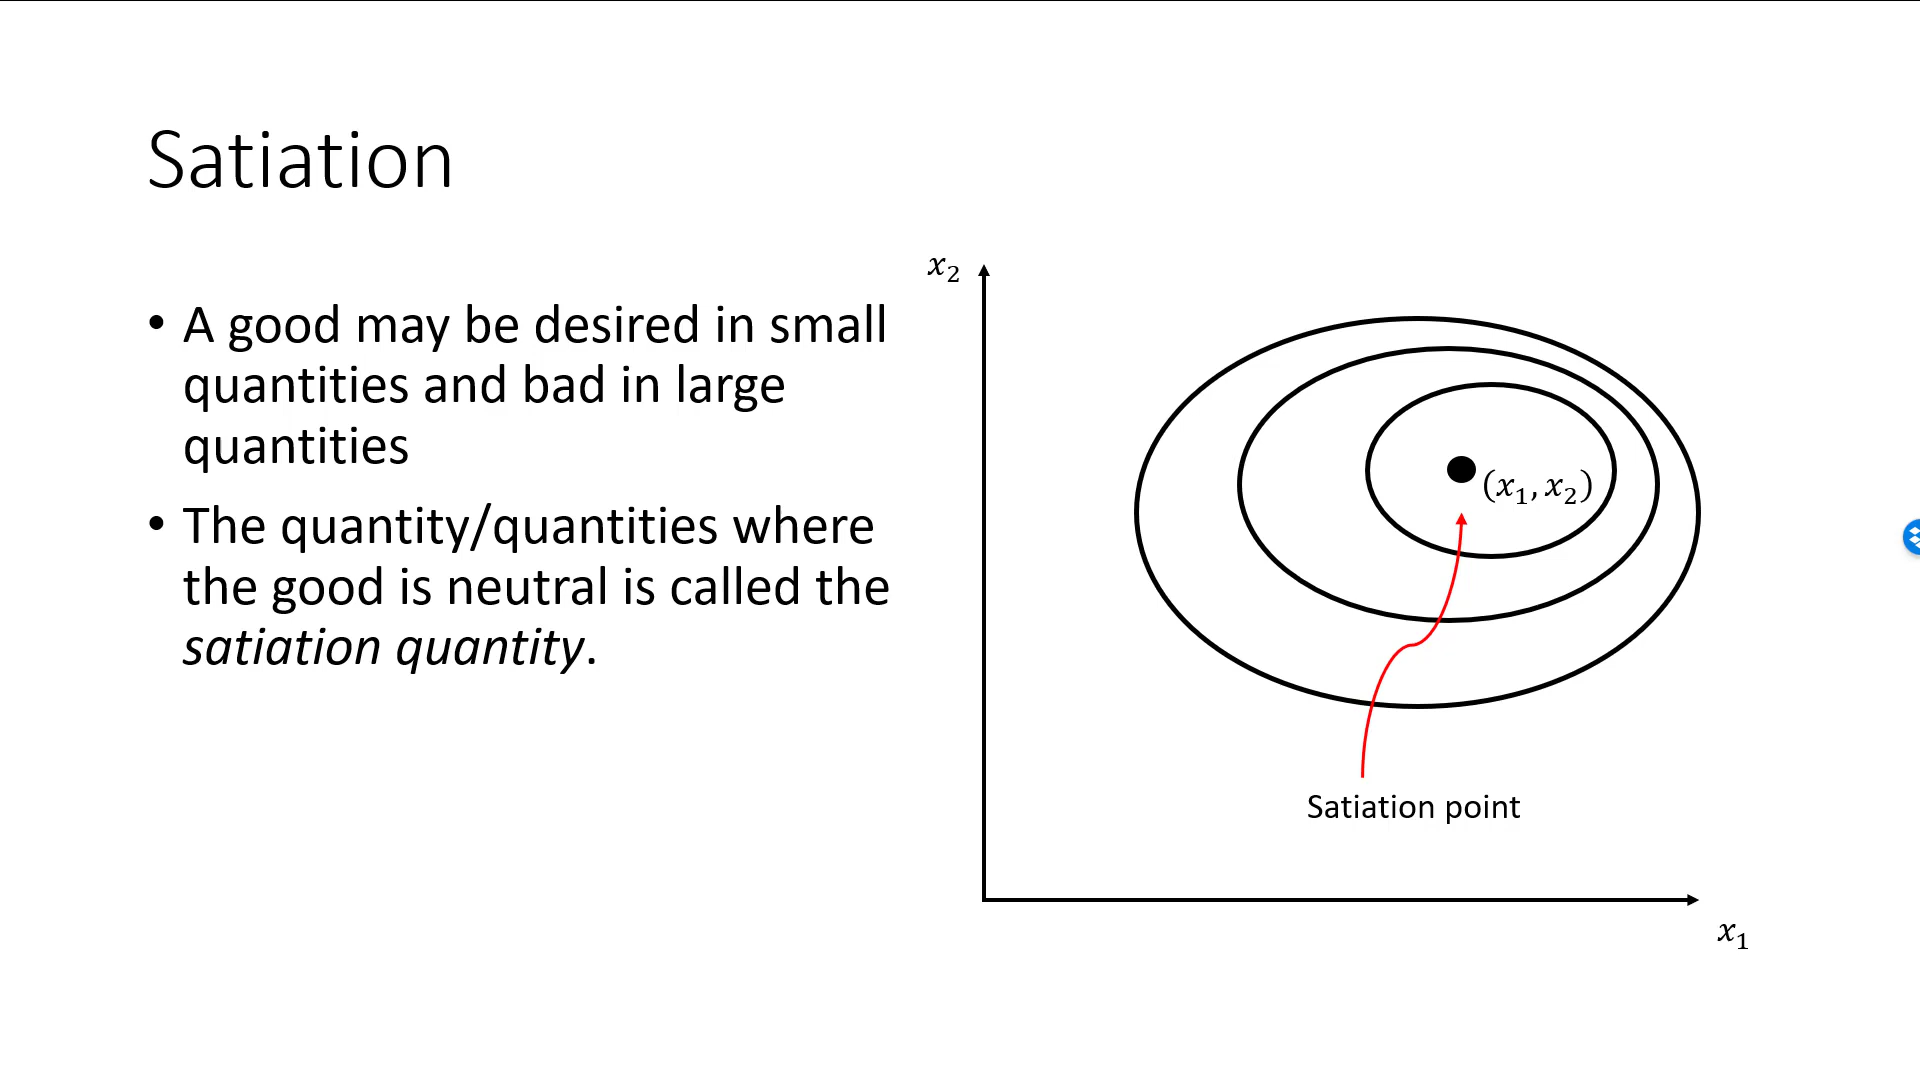 Satiation
• A good may be desired in small
quantities and bad in large
quantities
• The quantity/quantities where
the good is neutral is called the
satiation quantity.
x₂
(x₁, x₂)
Satiation point
x₁